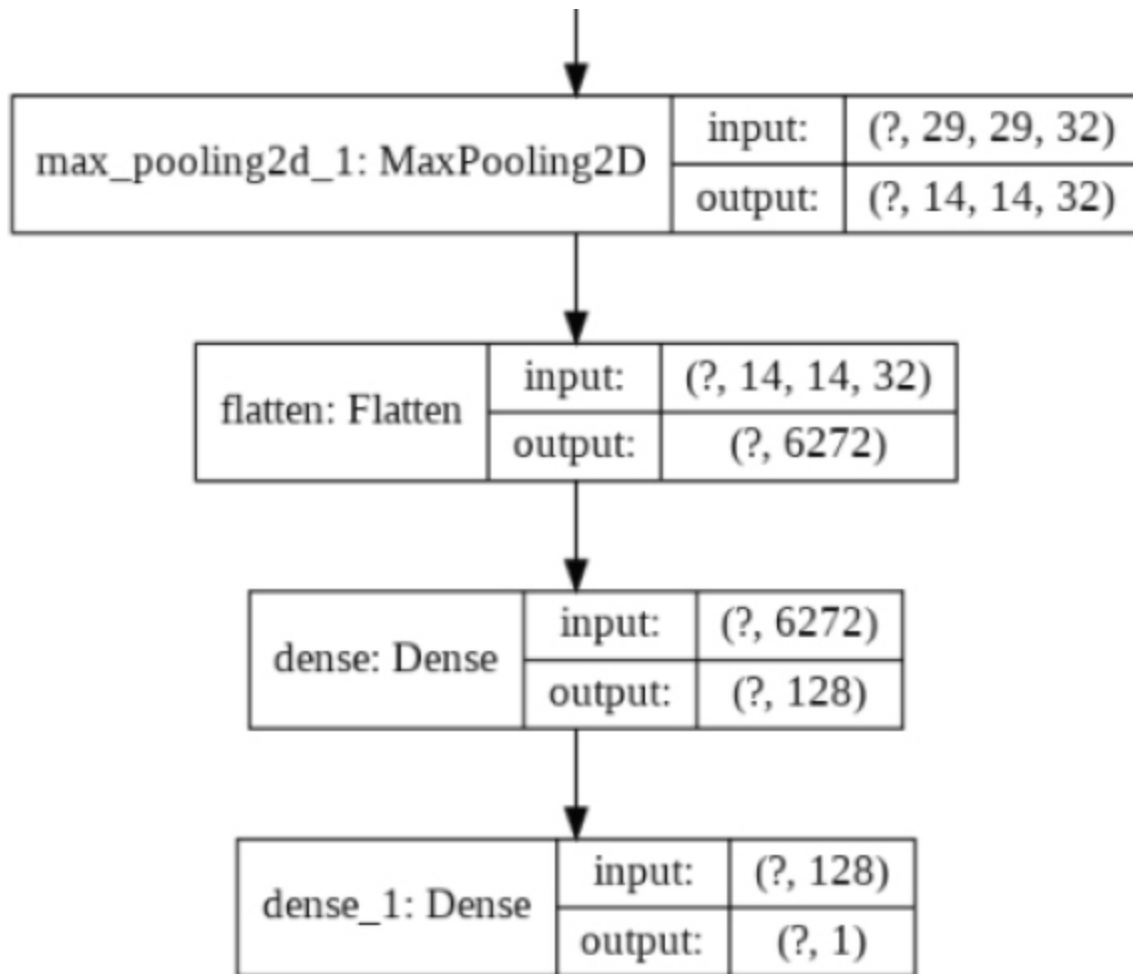 max_pooling2d_1: MaxPooling2D
input:
(?, 29, 29, 32)
output:
(?, 14, 14, 32)
flatten: Flatten
input:
(?, 14, 14, 32)
output:
(?, 6272)
dense: Dense
input:
(?, 6272)
output:
(?, 128)
dense_1: Dense
input:
(?, 128)
output:
(?, 1)